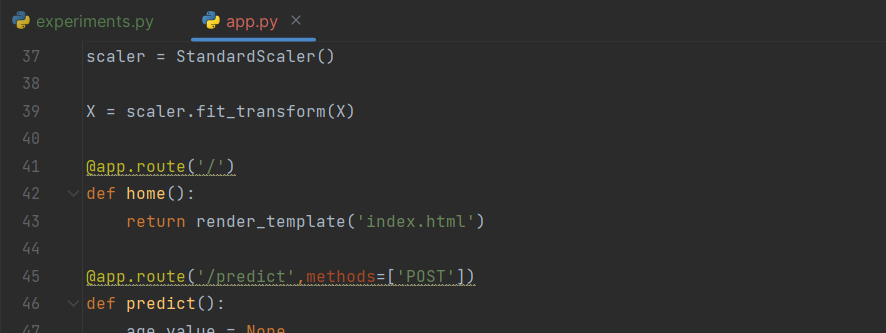 experiments.py app.py
37 scaler = StandardScaler()
38
39 X = scaler.fit_transform(X)
40
41 @app.route('/')
42 def home():
43 return render_template('index.html')
44
45 @app.route('/predict',methods=['POST'])
46 def predict():
47 age_value = None